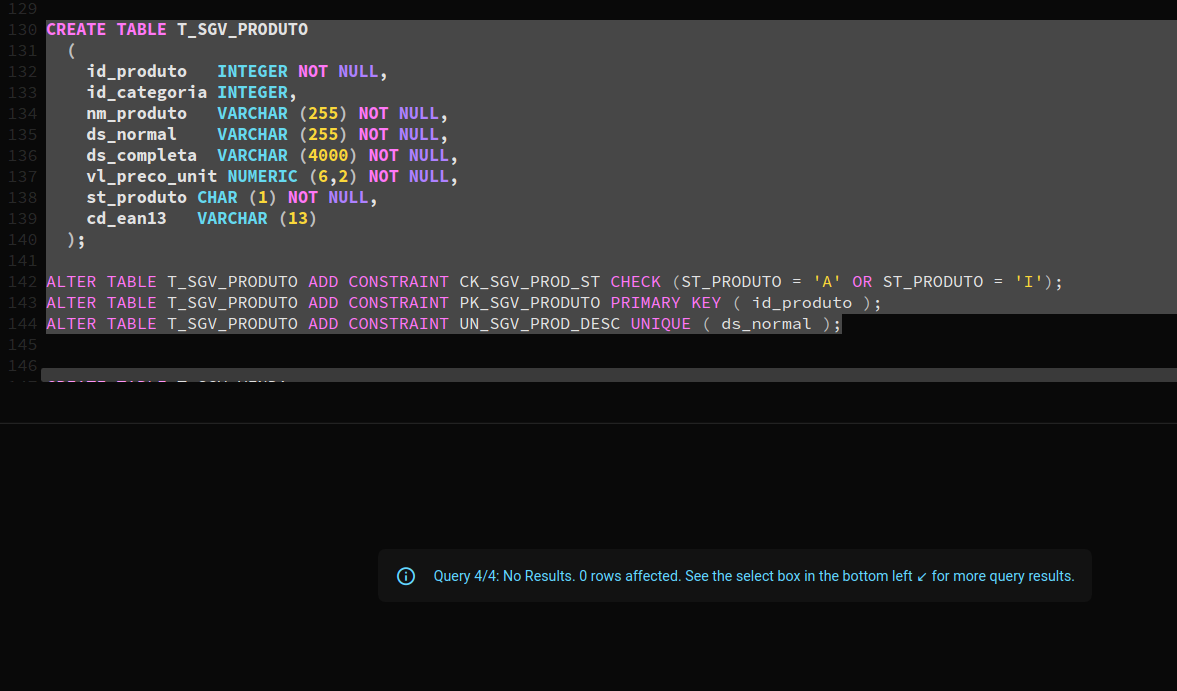 129
130 CREATE TABLE T_SGV_PRODUTO
131 (
132 id_produto INTEGER NOT NULL,
133 id_categoria INTEGER,
134 nm_produto VARCHAR (255) NOT NULL,
135 ds_normal VARCHAR (255) NOT NULL,
136 ds_completa VARCHAR (4000) NOT NULL,
137 vl_preco_unit NUMERIC (6,2) NOT NULL,
138 st_produto CHAR (1) NOT NULL,
139 cd_ean13 VARCHAR (13)
140 );
141
142 ALTER TABLE T_SGV_PRODUTO ADD CONSTRAINT CK_SGV_PROD_ST CHECK (ST_PRODUTO = 'A' OR ST_PRODUTO = 'I');
143 ALTER TABLE T_SGV_PRODUTO ADD CONSTRAINT PK_SGV_PRODUTO PRIMARY KEY ( id_produto );
144 ALTER TABLE T_SGV_PRODUTO ADD CONSTRAINT UN_SGV_PROD_DESC UNIQUE ( ds_normal );
145
146
Query 4/4: No Results. 0 rows affected. See the select box in the bottom left ↙ for more query results.